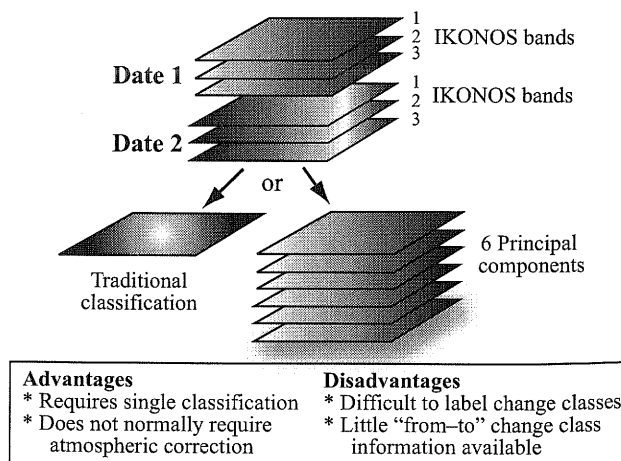 1
2
3
IKONOS bands
Date 1
1
2
3
IKONOS bands
Date 2
or
Traditional
classification
6 Principal
components
Advantages
* Requires single classification
* Does not normally require
atmospheric correction
Disadvantages
* Difficult to label change classes
* Little “from–to” change class
information available